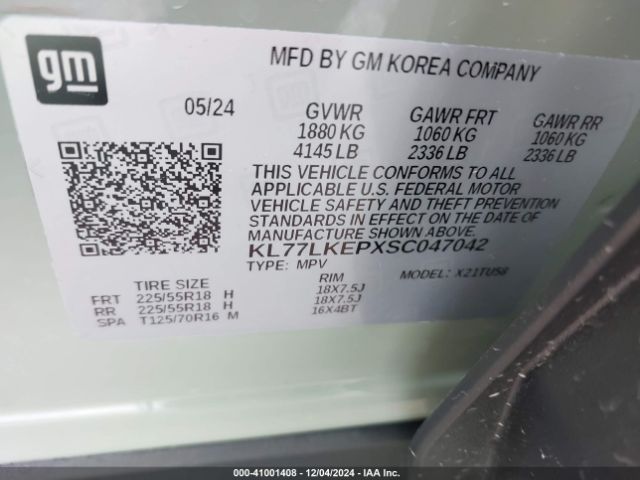 gm
MFD BY GM KOREA COMPANY
05/24
GVWR GAWR FRT GAWR RR
1880 KG 1060 KG 1060 KG
4145 LB 2336 LB 2336 LB
THIS VEHICLE CONFORMS TO ALL
APPLICABLE U.S. FEDERAL MOTOR
VEHICLE SAFETY AND THEFT PREVENTION
STANDARDS IN EFFECT ON THE DATE OF
MANUFACTURE SHOWN ABOVE.
KL77LKEPXSC047042
TYPE: MPV MODEL: X21TU58
TIRE SIZE RIM
FRT 225/55R18 H 18X7.5J
RR 225/55R18 H 18X7.5J
SPA T125/70R16 M 16X4BT
000-41001408 - 12/04/2024 - IAA Inc.